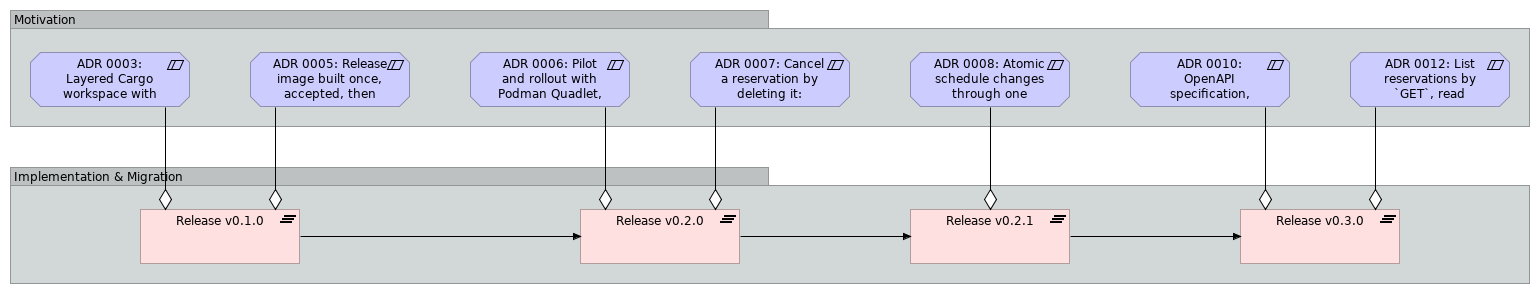 Motivation
ADR 0003:
Layered Cargo
workspace with
ADR 0005: Release
image built once,
accepted, then
ADR 0006: Pilot
and rollout with
Podman Quadlet,
ADR 0007: Cancel
a reservation by
deleting it:
ADR 0008: Atomic
schedule changes
through one
ADR 0010:
OpenAPI
specification,
ADR 0012: List
reservations by
`GET`, read
Implementation & Migration
Release v0.1.0
Release v0.2.0
Release v0.2.1
Release v0.3.0